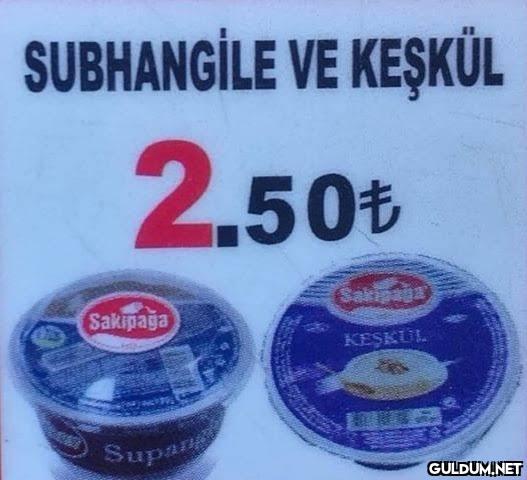 SUBHANGİLE VE KEŞKÜL
2.50₺
Sakıpağa
Sakıpağa
KEŞKÜL
Supang
GULDUM.NET